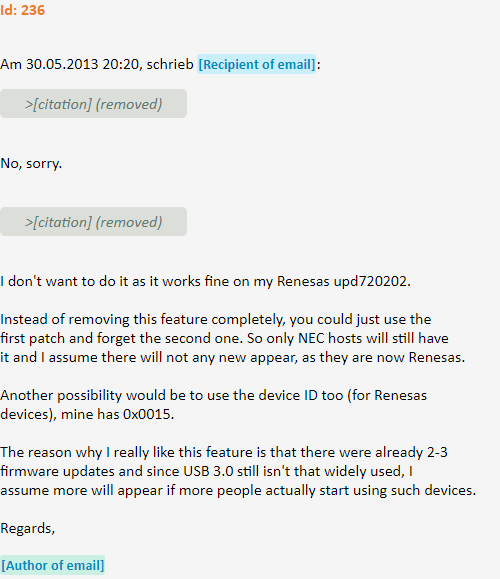 Id: 236
Am 30.05.2013 20:20, schrieb [Recipient of email]:
>[citation] (removed)
No, sorry.
>[citation] (removed)
I don't want to do it as it works fine on my Renesas upd720202.
Instead of removing this feature completely, you could just use the
first patch and forget the second one. So only NEC hosts will still have
it and I assume there will not any new appear, as they are now Renesas.
Another possibility would be to use the device ID too (for Renesas
devices), mine has 0x0015.
The reason why I really like this feature is that there were already 2-3
firmware updates and since USB 3.0 still isn't that widely used, I
assume more will appear if more people actually start using such devices.
Regards,
[Author of email]